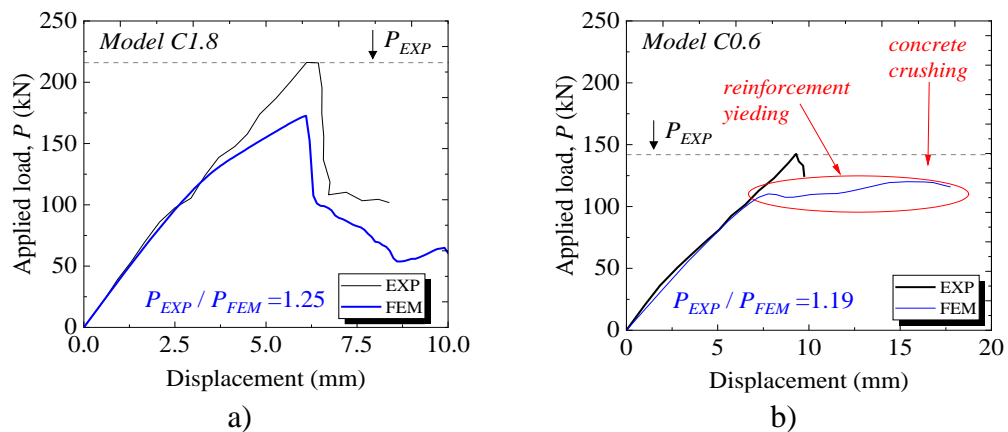 Model C1.8
P_EXP
Applied load, P (kN)
250
200
150
100
50
0
EXP
FEM
P_EXP / P_FEM =1.25
0.0
2.5
5.0
7.5
10.0
Displacement (mm)
a)
Model C0.6
concrete
crushing
reinforcement
yieding
P_EXP
Applied load, P (kN)
250
200
150
100
50
0
EXP
FEM
P_EXP / P_FEM =1.19
0
5
10
15
20
Displacement (mm)
b)